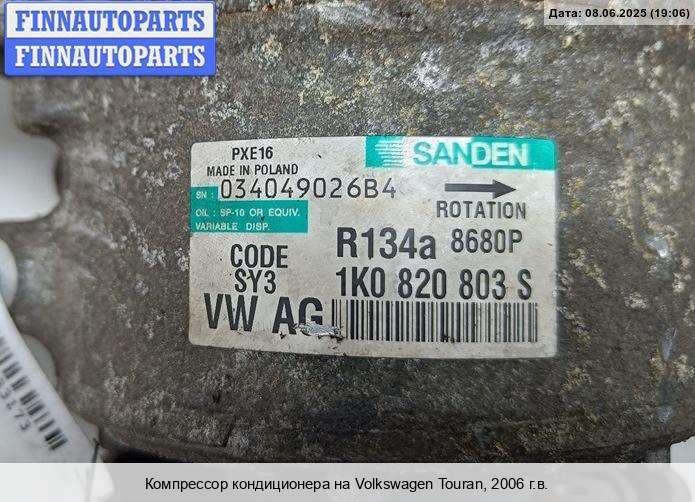 FINNAUTOPARTS
FINNAUTOPARTS
Дата: 08.06.2025 (19:06)
PXE16
MADE IN POLAND
SANDEN
SN : 034049026B4
ROTATION
OIL : SP-10 OR EQUIV.
VARIABLE DISP.
R134a 8680P
CODE
SY3
1K0 820 803 S
VW AG
Компрессор кондиционера на Volkswagen Touran, 2006 г.в.